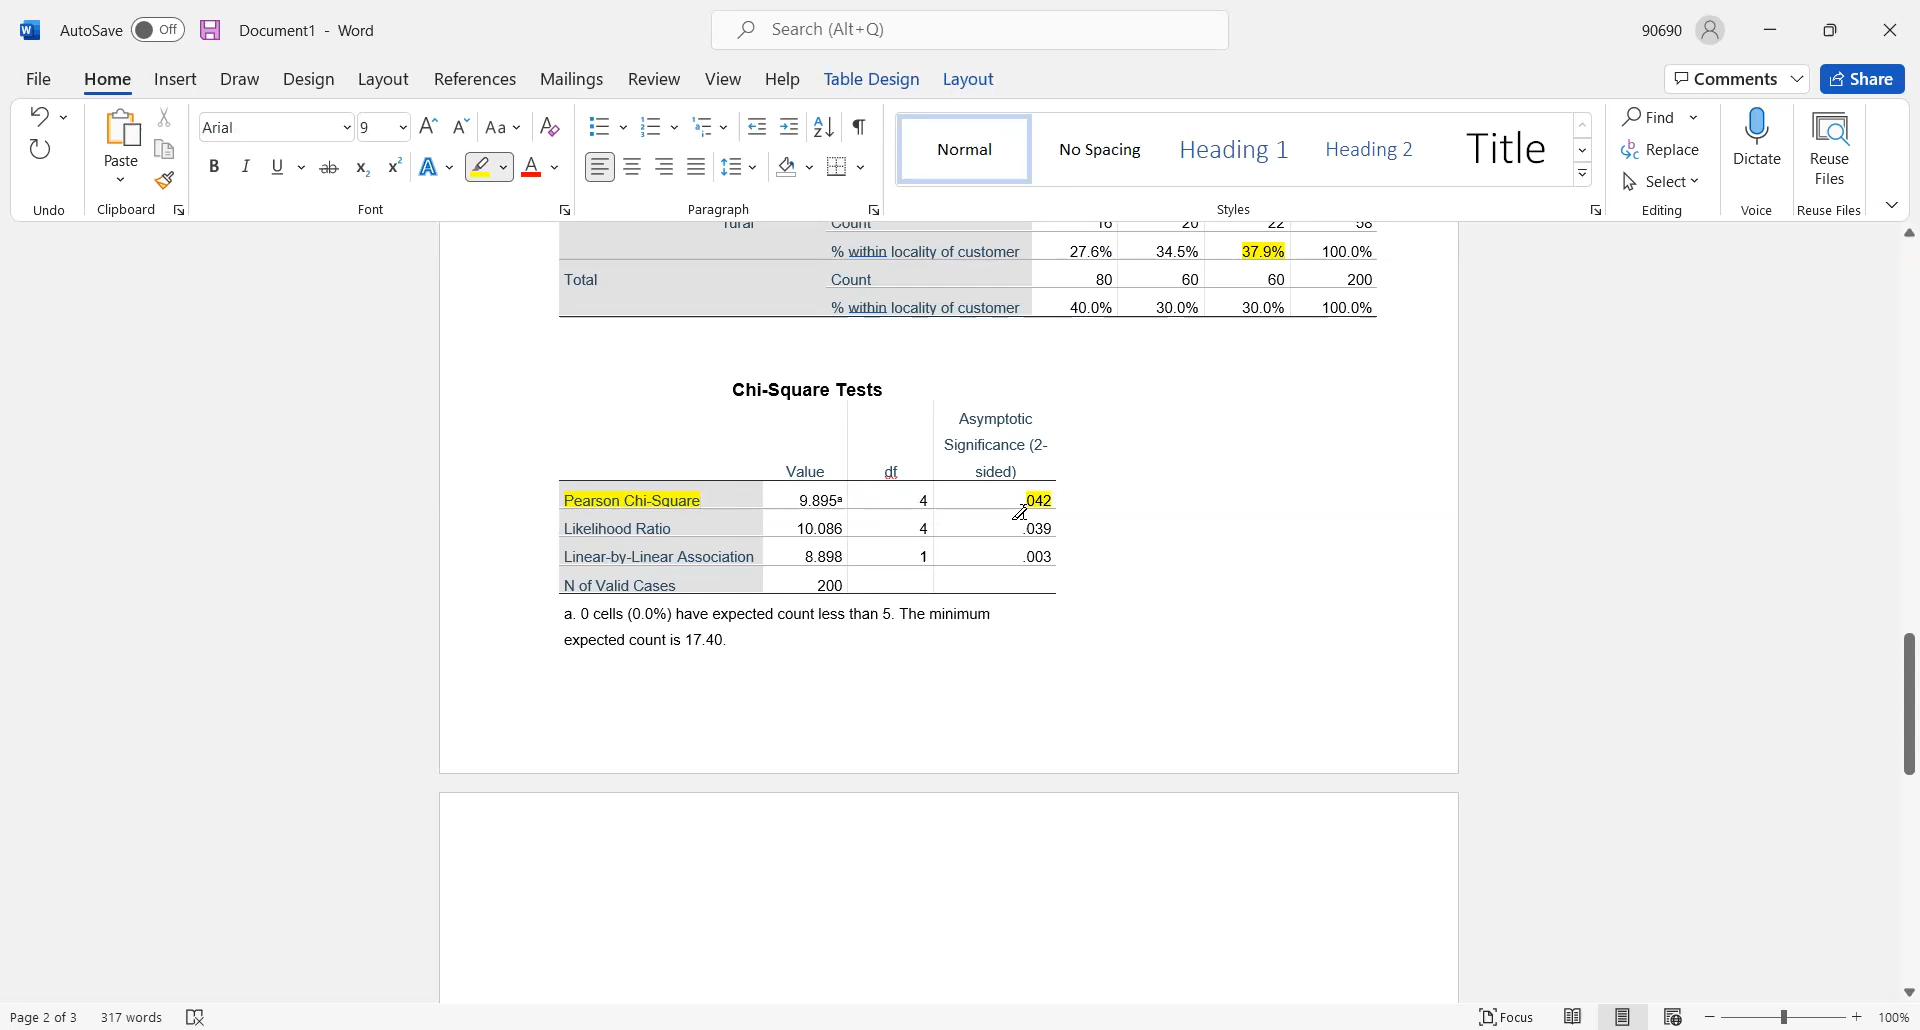 AutoSave Off Document1 - Word Search (Alt+Q) 90690
File Home Insert Draw Design Layout References Mailings Review View Help Table Design Layout Comments Share
Arial 9 Aa
Paste
Normal No Spacing Heading 1 Heading 2 Title
Find
Replace
Select
Dictate
Reuse Files
Undo Clipboard Font Paragraph Styles Editing Voice Reuse Files
rural Count 16 20 22 58
% within locality of customer 27.6% 34.5% 37.9% 100.0%
Total Count 80 60 60 200
% within locality of customer 40.0% 30.0% 30.0% 100.0%
Chi-Square Tests
Asymptotic
Significance (2-
Value df sided)
Pearson Chi-Square 9.895ª 4 .042
Likelihood Ratio 10.086 4 .039
Linear-by-Linear Association 8.898 1 .003
N of Valid Cases 200
a. 0 cells (0.0%) have expected count less than 5. The minimum
expected count is 17.40.
Page 2 of 3 317 words Focus 100%